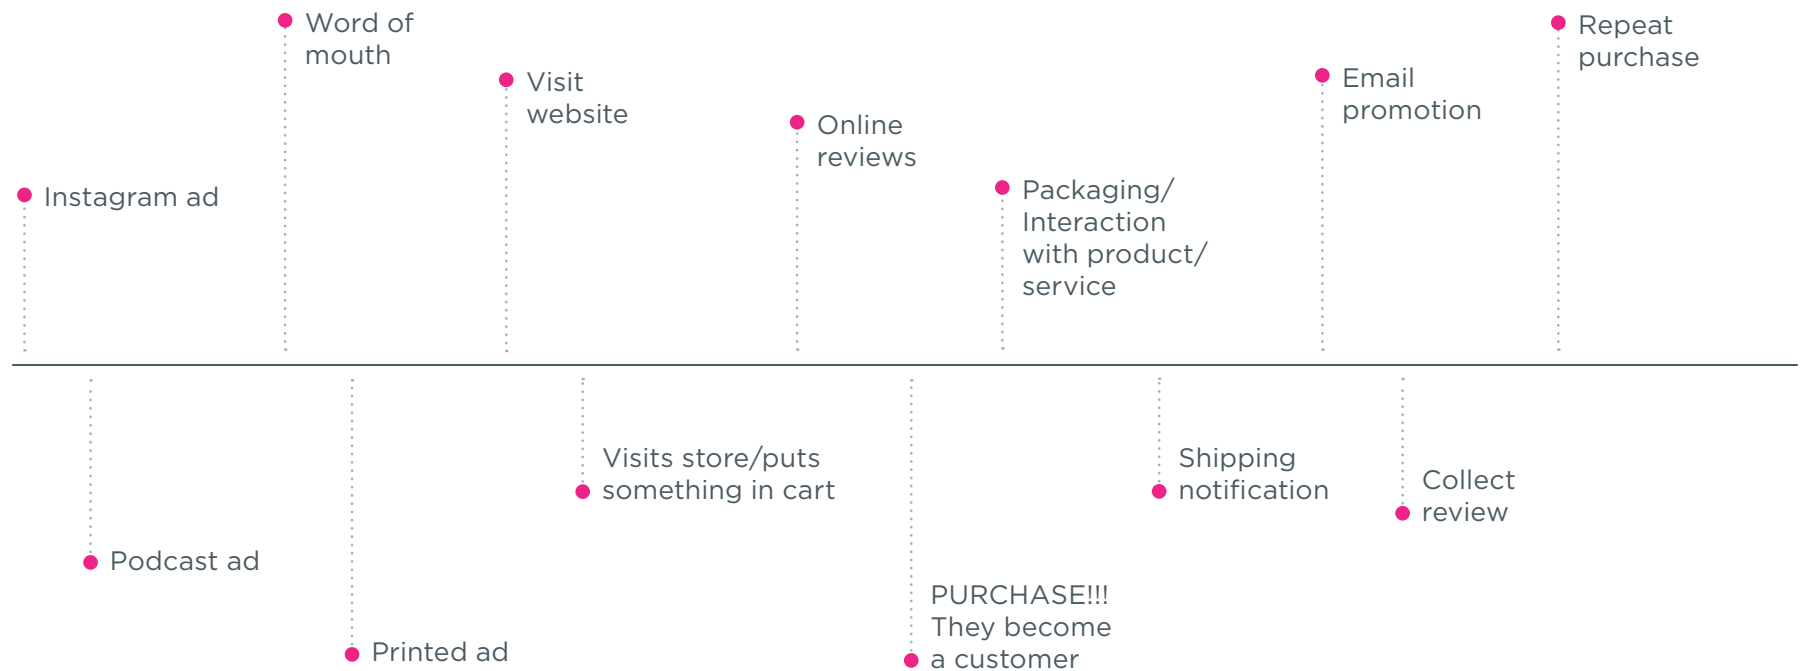 Instagram ad
Podcast ad
Word of
mouth
Printed ad
Visit
website
Visits store/puts
something in cart
Online
reviews
PURCHASE!!!
They become
a customer
Packaging/
Interaction
with product/
service
Shipping
notification
Email
promotion
Collect
review
Repeat
purchase